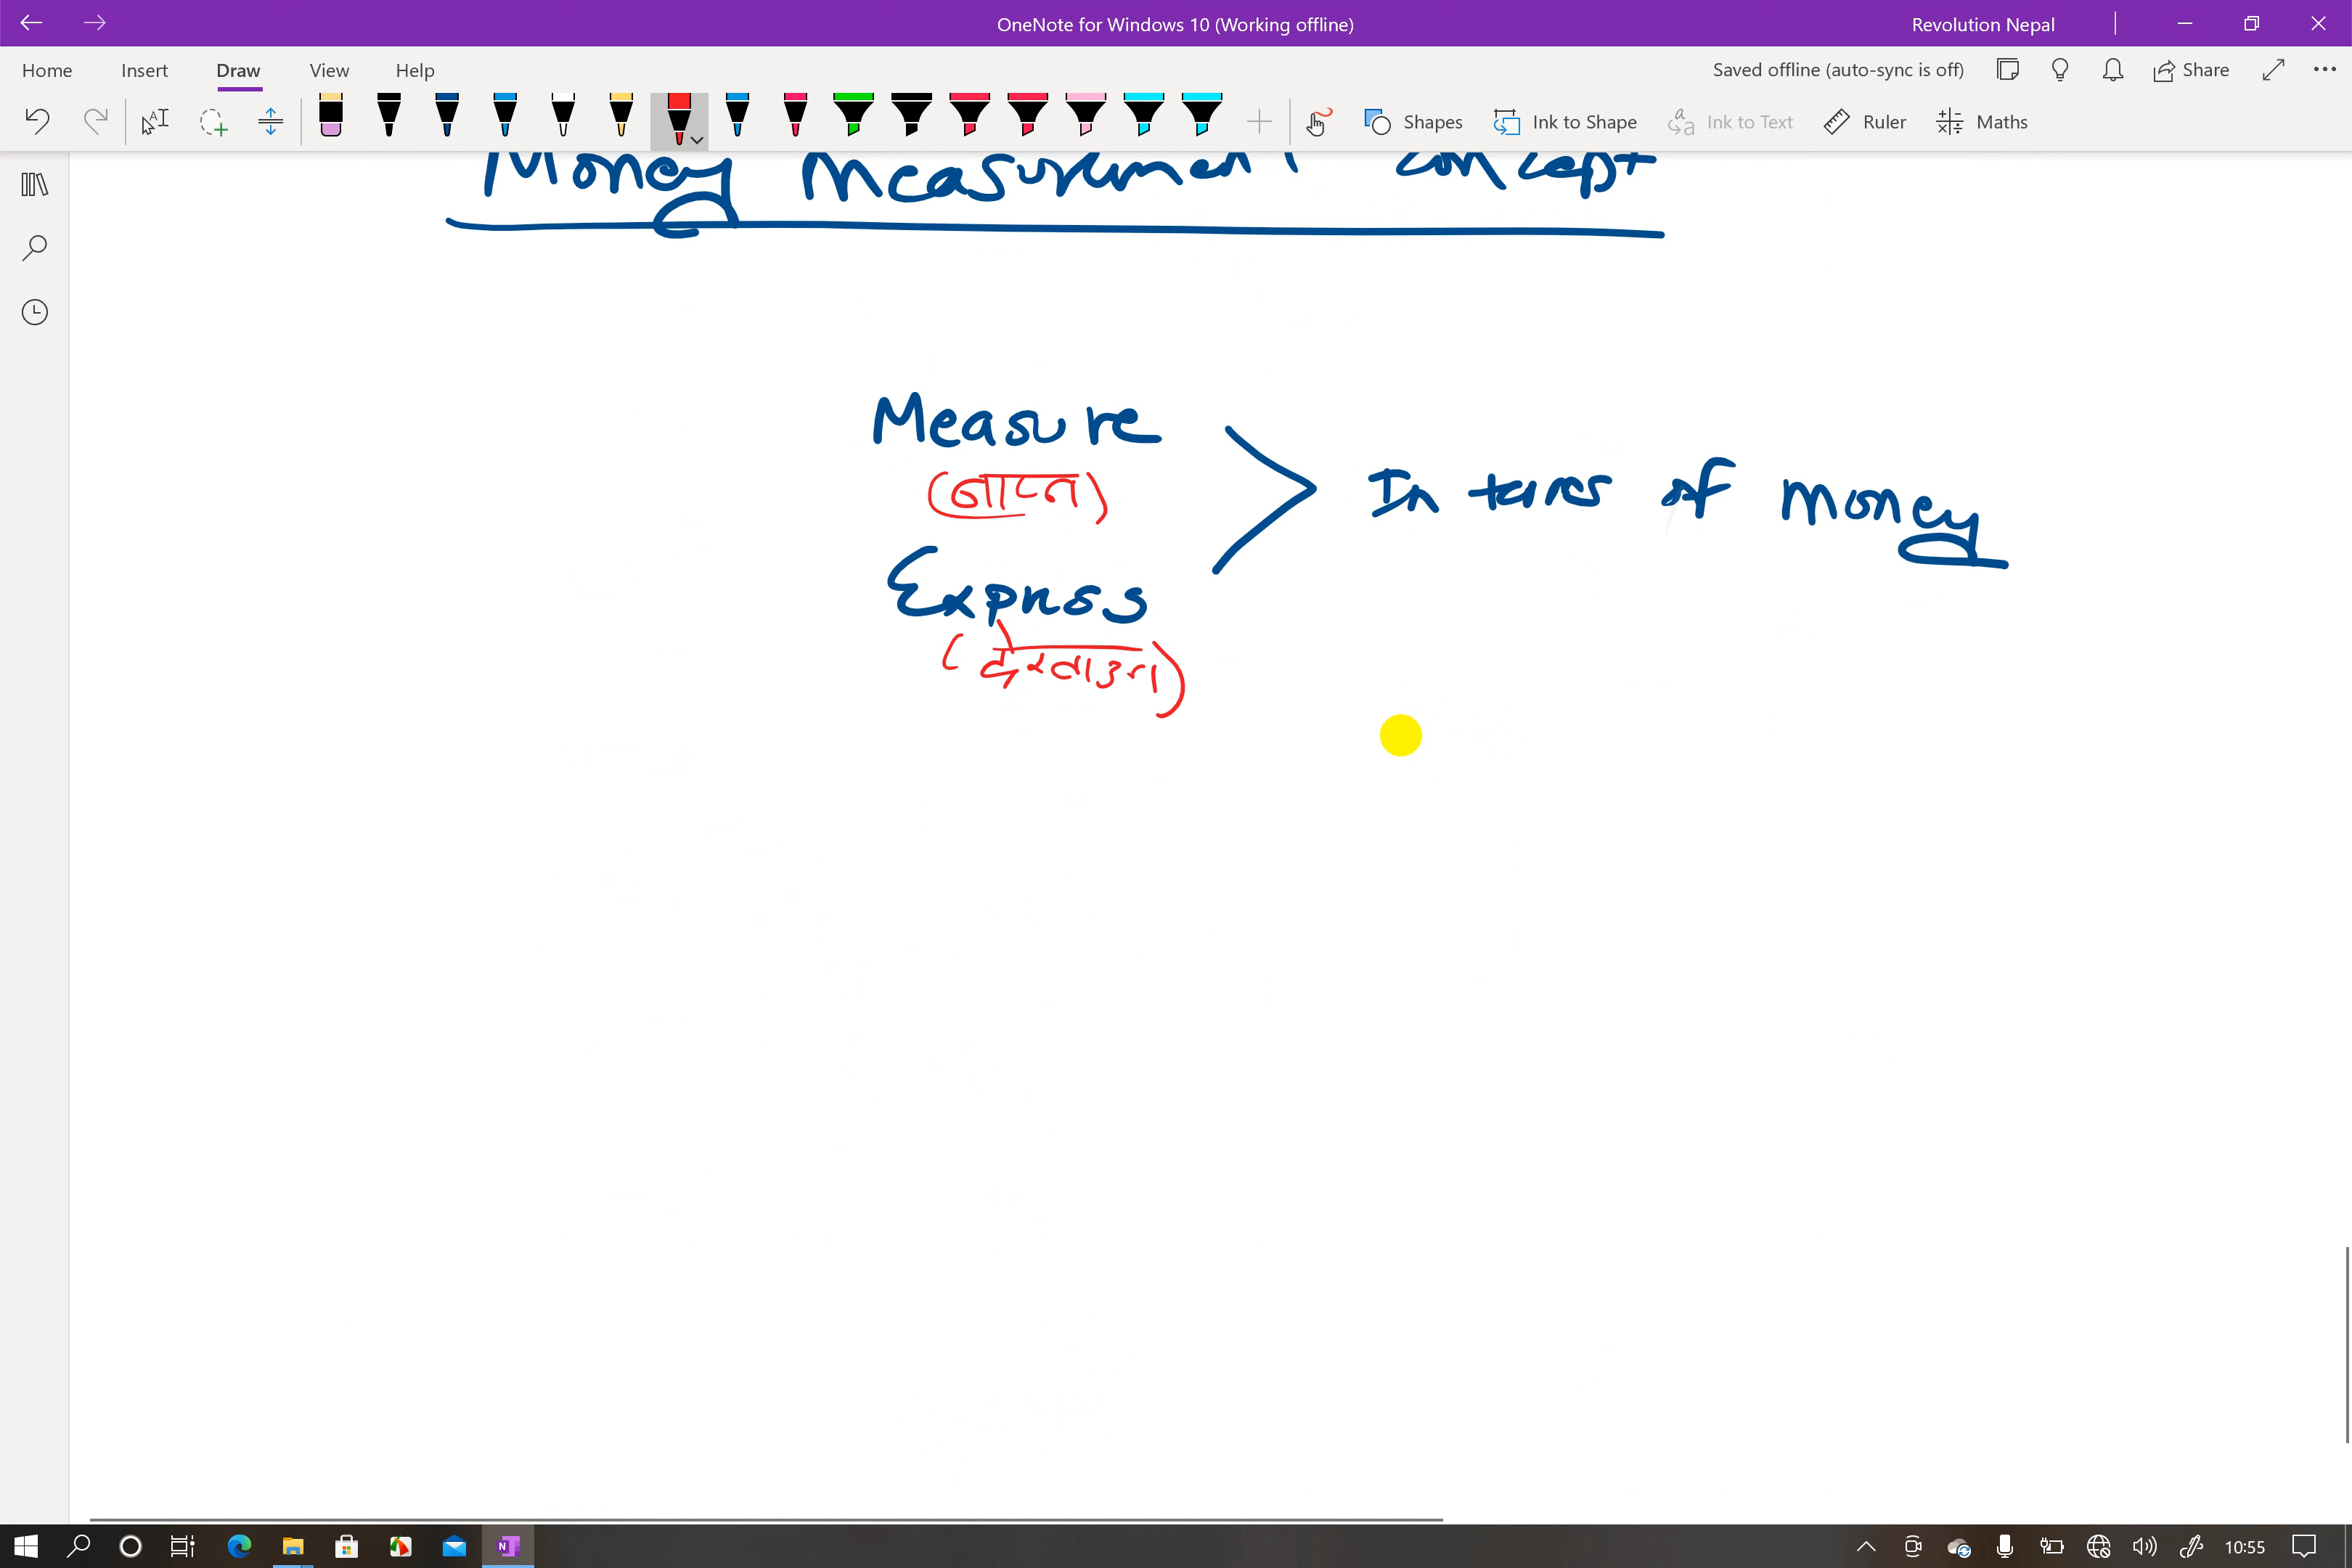 OneNote for Windows 10 (Working offline)
Revolution Nepal
Home Insert Draw View Help
Saved offline (auto-sync is off)
Share
Shapes
Ink to Shape
Ink to Text
Ruler
Maths
Money Measurement Concept
Measure
(नाप्न)
Express
In terms of money
10:55